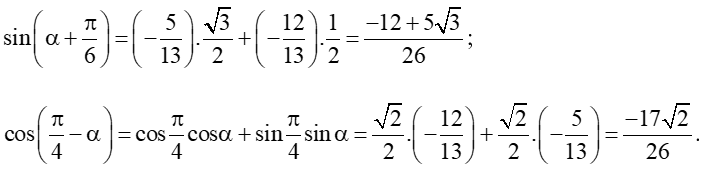 sin(α + π/6) = (−5/13).√3/2 + (−12/13).1/2 = (−12 + 5√3)/26 ;
cos(π/4 − α) = cos π/4 cosα + sin π/4 sin α = √2/2.(−12/13) + √2/2.(−5/13) = −17√2/26 .